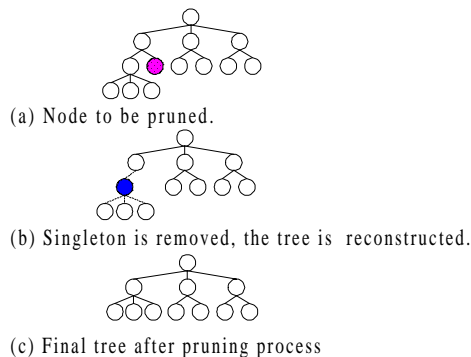 (a) Node to be pruned.
(b) Singleton is removed, the tree is reconstructed.
(c) Final tree after pruning process